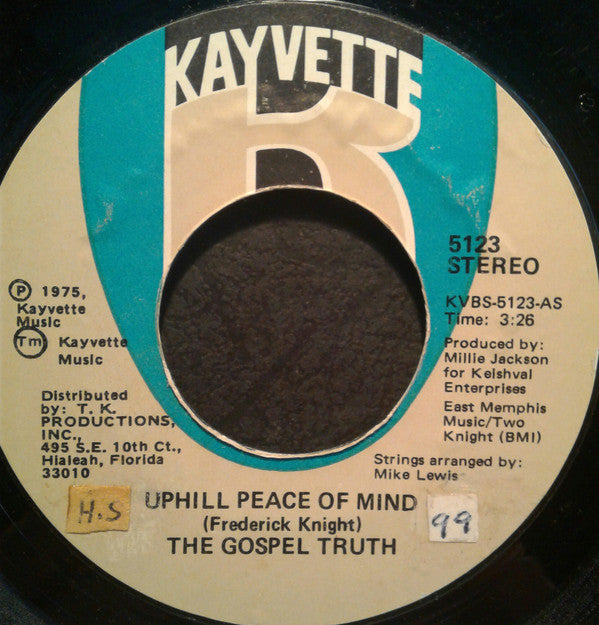 KAYVETTE
K
5123
STEREO
KVBS-5123-AS
Time: 3:26
Produced by:
Millie Jackson
for Kelshval
Enterprises
East Memphis
Music/Two
Knight (BMI)
Strings arranged by:
Mike Lewis
P 1975,
Kayvette
Music
Tm Kayvette
Music
Distributed
by: T. K.
PRODUCTIONS,
INC.,
495 S.E. 10th Ct.,
Hialeah, Florida
33010
H.S
UPHILL PEACE OF MIND
(Frederick Knight)
THE GOSPEL TRUTH
99